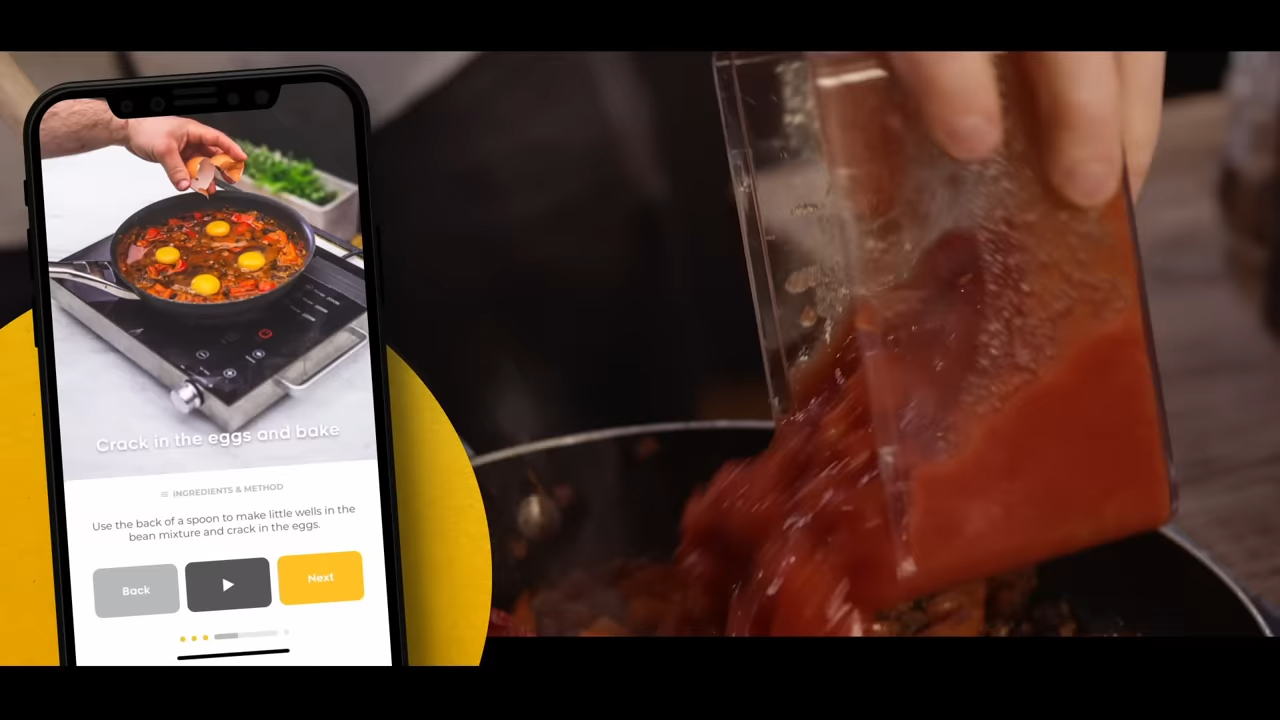 Crack in the eggs and bake
INGREDIENTS & METHOD
Use the back of a spoon to make little wells in the
bean mixture and crack in the eggs.
Back
Next